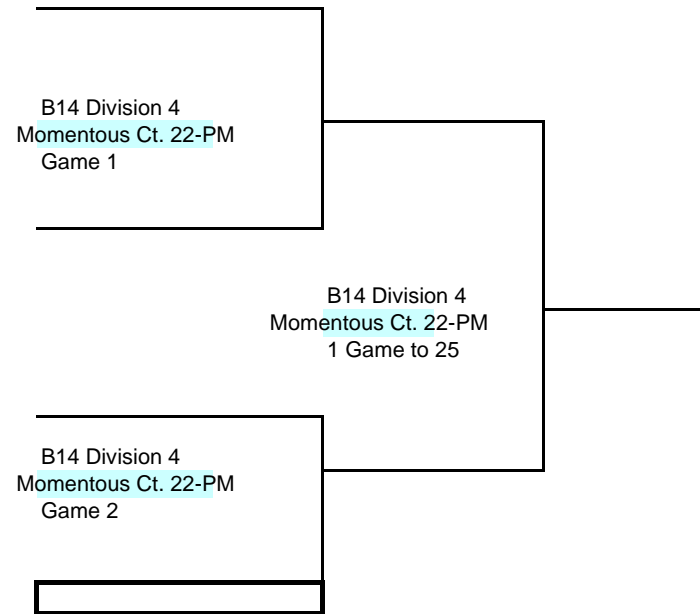 B14 Division 4
Momentous Ct. 22-PM
Game 1
B14 Division 4
Momentous Ct. 22-PM
1 Game to 25
B14 Division 4
Momentous Ct. 22-PM
Game 2